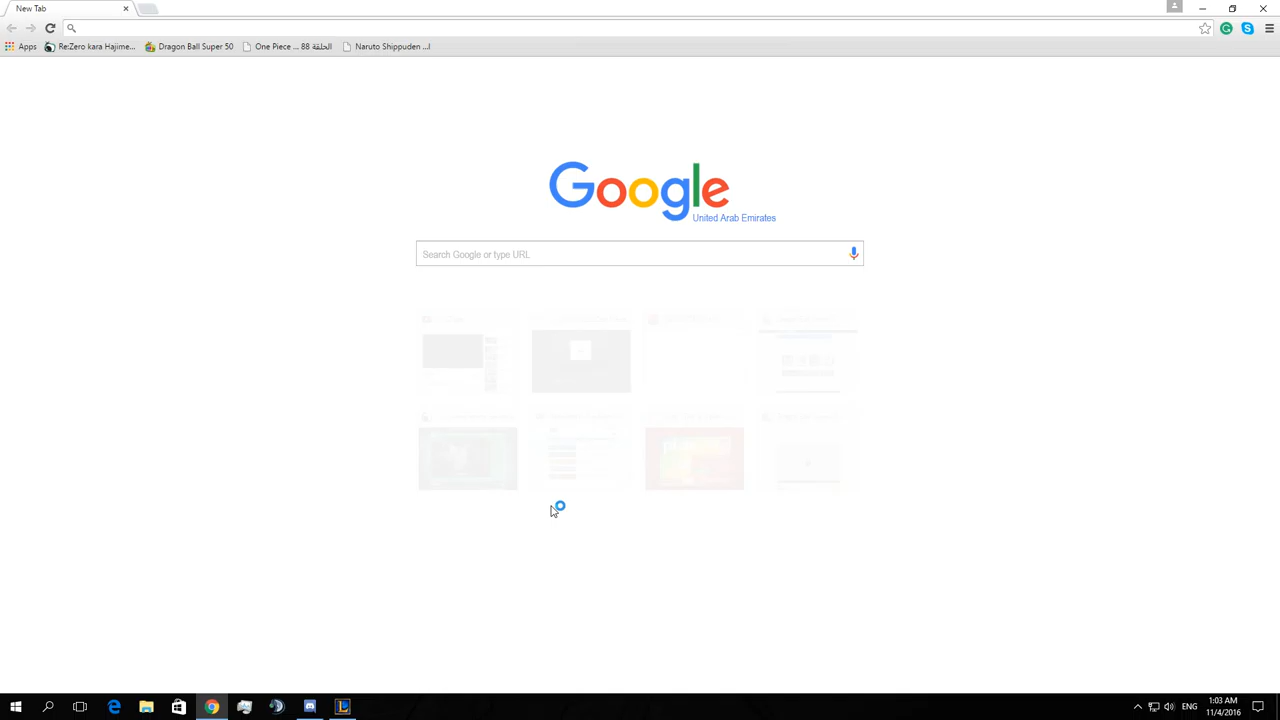 New Tab
Apps
Re:Zero kara Hajime...
Dragon Ball Super 50
One Piece ... 88 الحلقة
Naruto Shippuden ...l
Google
United Arab Emirates
Search Google or type URL
ENG
1:03 AM
11/4/2016